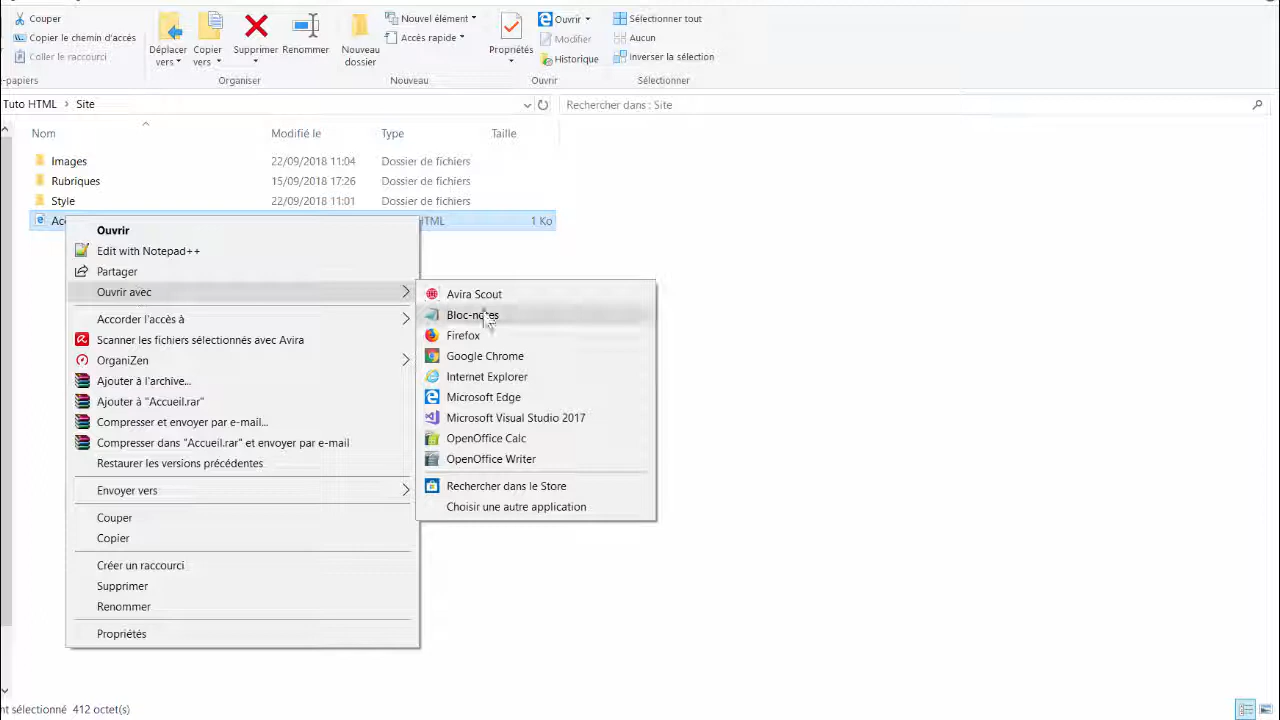 Couper
Copier le chemin d'accès
Coller le raccourci
-papiers
Déplacer vers
Copier vers
Supprimer
Renommer
Organiser
Nouveau dossier
Nouvel élément
Accès rapide
Nouveau
Propriétés
Ouvrir
Modifier
Historique
Ouvrir
Sélectionner tout
Aucun
Inverser la sélection
Sélectionner
Tuto HTML > Site
Rechercher dans : Site
Nom Modifié le Type Taille
Images 22/09/2018 11:04 Dossier de fichiers
Rubriques 15/09/2018 17:26 Dossier de fichiers
Style 22/09/2018 11:01 Dossier de fichiers
HTML 1 Ko
Ouvrir
Edit with Notepad++
Partager
Ouvrir avec
Accorder l'accès à
Scanner les fichiers sélectionnés avec Avira
OrganiZen
Ajouter à l'archive...
Ajouter à "Accueil.rar"
Compresser et envoyer par e-mail...
Compresser dans "Accueil.rar" et envoyer par e-mail
Restaurer les versions précédentes
Envoyer vers
Couper
Copier
Créer un raccourci
Supprimer
Renommer
Propriétés
Avira Scout
Bloc-notes
Firefox
Google Chrome
Internet Explorer
Microsoft Edge
Microsoft Visual Studio 2017
OpenOffice Calc
OpenOffice Writer
Rechercher dans le Store
Choisir une autre application
nt sélectionné 412 octet(s)